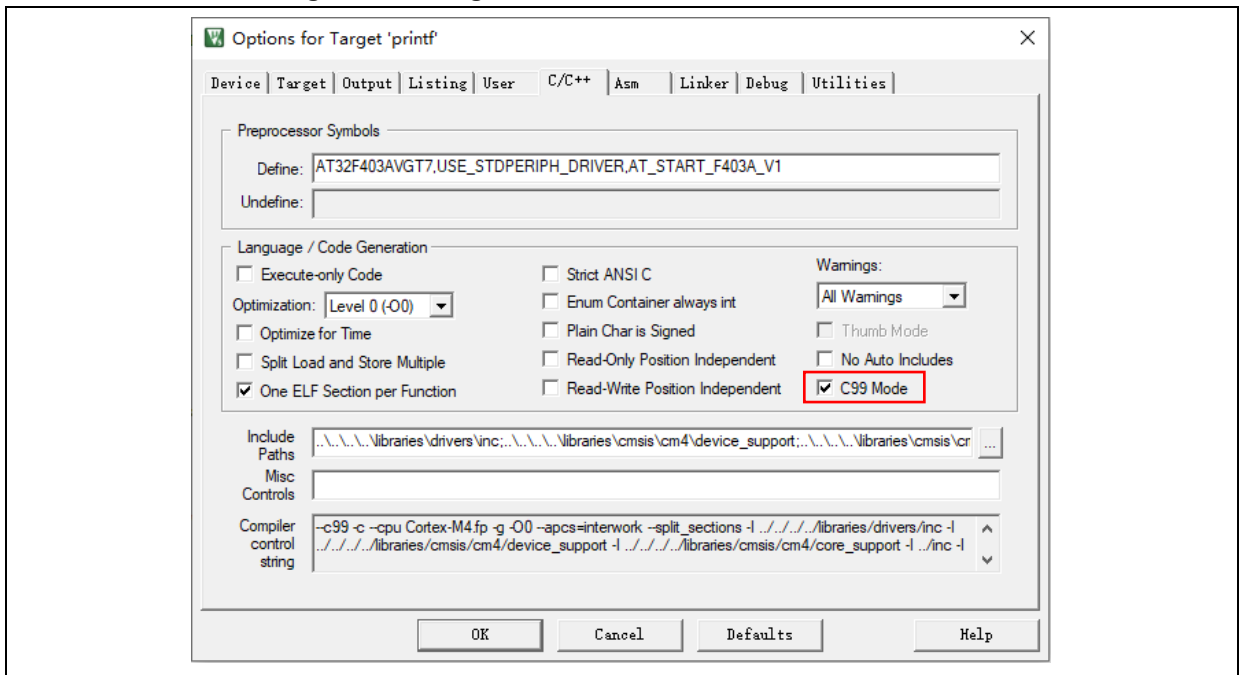 Options for Target 'printf'
Device Target Output Listing User C/C++ Asm Linker Debug Utilities
Preprocessor Symbols
Define: AT32F403AVGT7,USE_STDPERIPH_DRIVER,AT_START_F403A_V1
Undefine:
Language / Code Generation
Execute-only Code
Optimization: Level 0 (-O0)
Optimize for Time
Split Load and Store Multiple
One ELF Section per Function
Strict ANSI C
Enum Container always int
Plain Char is Signed
Read-Only Position Independent
Read-Write Position Independent
Warnings:
All Warnings
Thumb Mode
No Auto Includes
C99 Mode
Include Paths
..\..\..\..\libraries\drivers\inc;..\..\..\..\libraries\cmsis\cm4\device_support;..\..\..\..\libraries\cmsis\cr
...
Misc Controls
Compiler control string
--c99 -c --cpu Cortex-M4.fp -g -O0 --apcs=interwork --split_sections -I ../../../../libraries/drivers/inc -I
../../../../libraries/cmsis/cm4/device_support -I ../../../../libraries/cmsis/cm4/core_support -I ../inc -I
OK Cancel Defaults Help